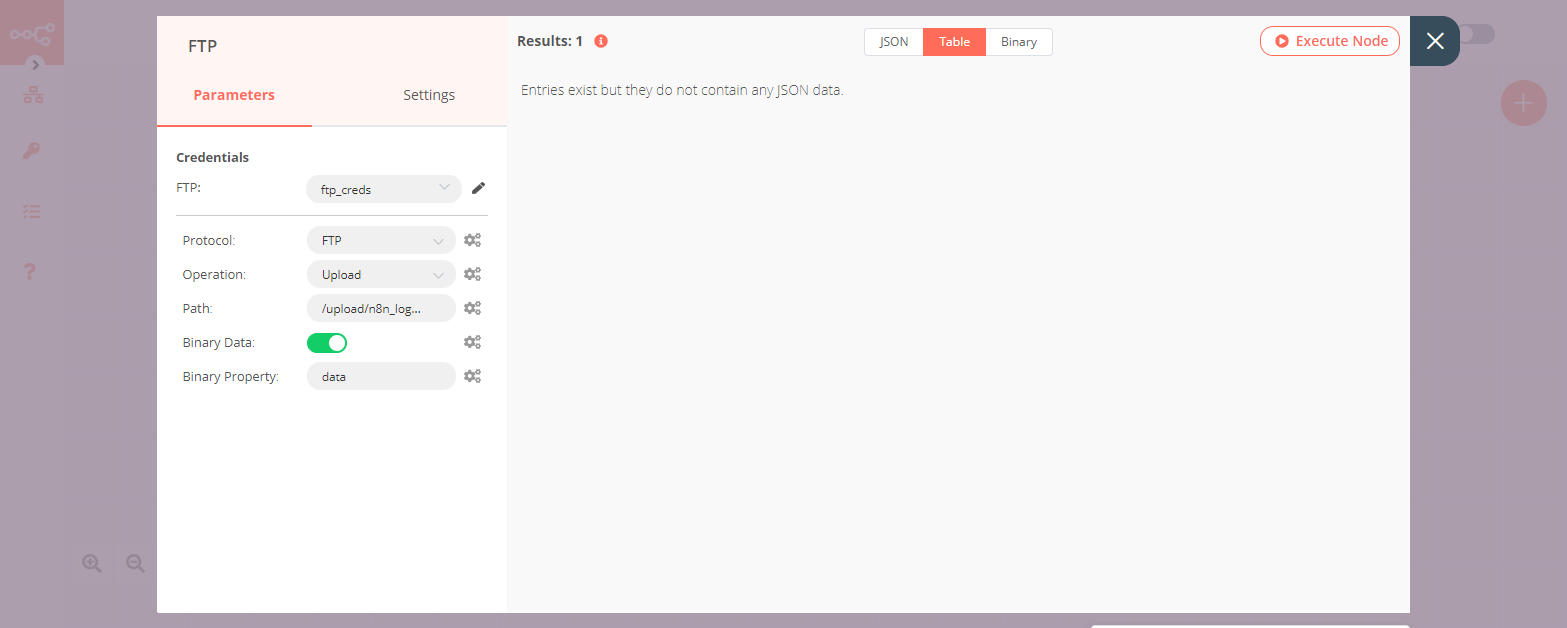 FTP
Parameters
Settings
Credentials
FTP:
ftp_creds
Protocol:
FTP
Operation:
Upload
Path:
/upload/n8n_log...
Binary Data:
Binary Property:
data
Results: 1
JSON
Table
Binary
Execute Node
Entries exist but they do not contain any JSON data.